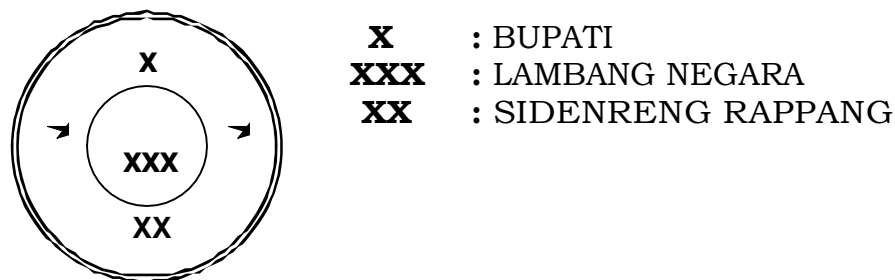 X
XXX
XX
X : BUPATI
XXX : LAMBANG NEGARA
XX : SIDENRENG RAPPANG